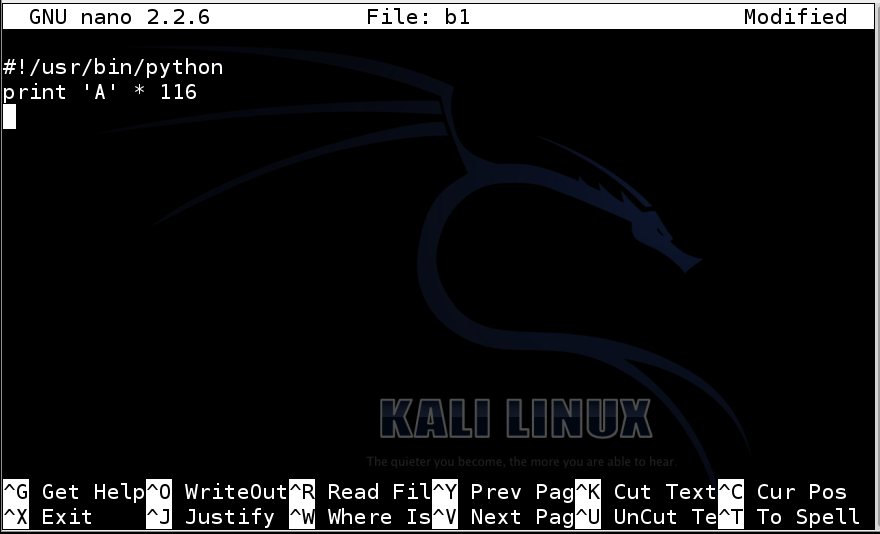 GNU nano 2.2.6 File: b1 Modified
#!/usr/bin/python
print 'A' * 116
KALI LINUX
The quieter you become, the more you are able to hear.
^G Get Help^O WriteOut^R Read Fil^Y Prev Pag^K Cut Text^C Cur Pos
^X Exit ^J Justify ^W Where Is^V Next Pag^U UnCut Te^T To Spell